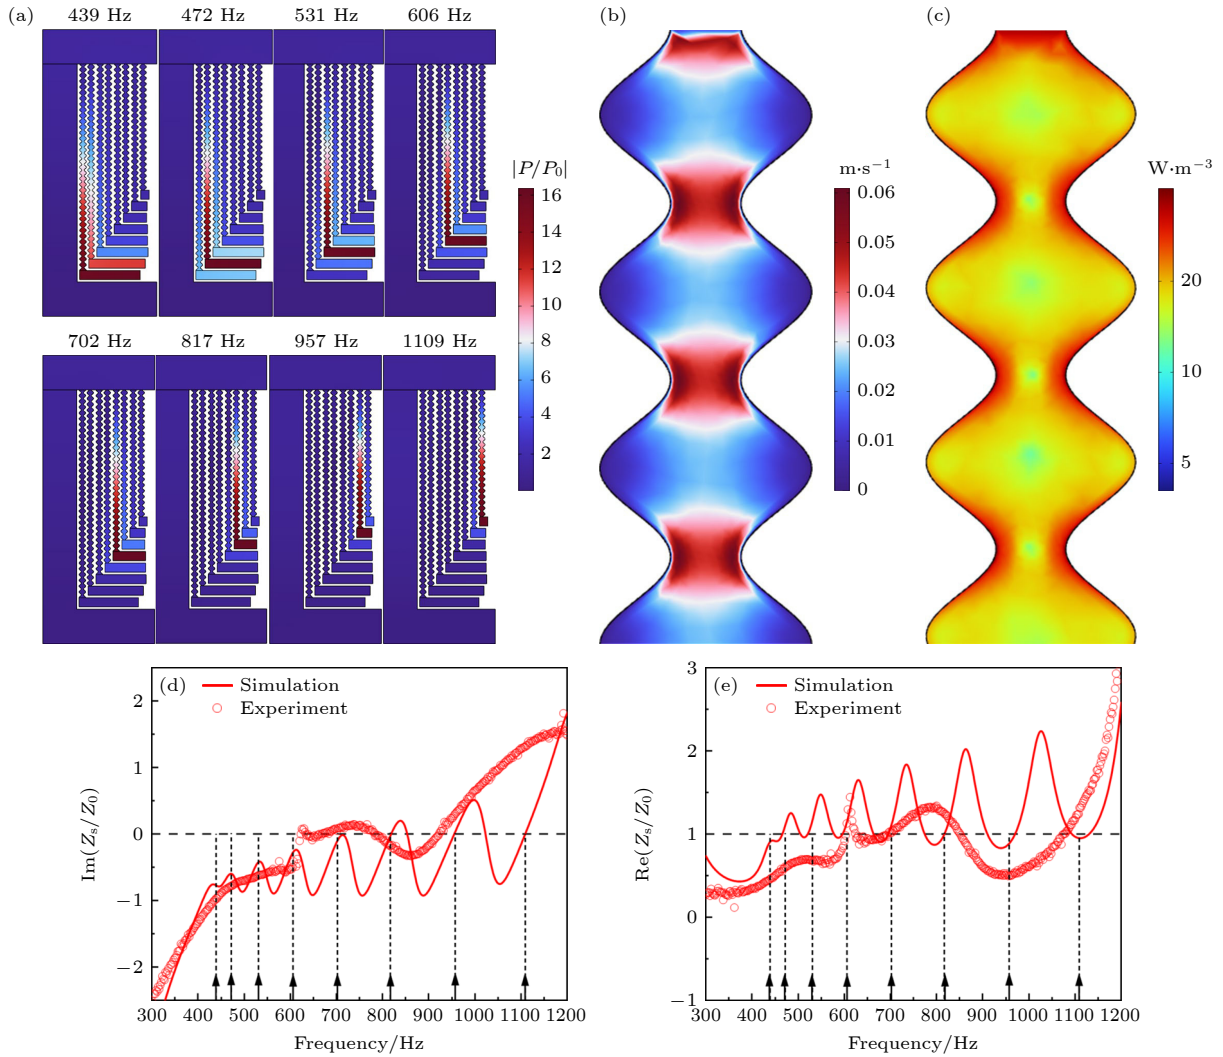 (a)
439 Hz
472 Hz
531 Hz
606 Hz
|P/P₀|
16
14
12
10
8
6
4
2
702 Hz
817 Hz
957 Hz
1109 Hz
(b)
m·s⁻¹
0.06
0.05
0.04
0.03
0.02
0.01
0
(c)
W·m⁻³
20
10
5
(d)
Simulation
Experiment
Im(Zₛ/Z₀)
2
1
0
−1
−2
300 400 500 600 700 800 900 1000 1100 1200
Frequency/Hz
(e)
Simulation
Experiment
Re(Zₛ/Z₀)
3
2
1
0
−1
300 400 500 600 700 800 900 1000 1100 1200
Frequency/Hz